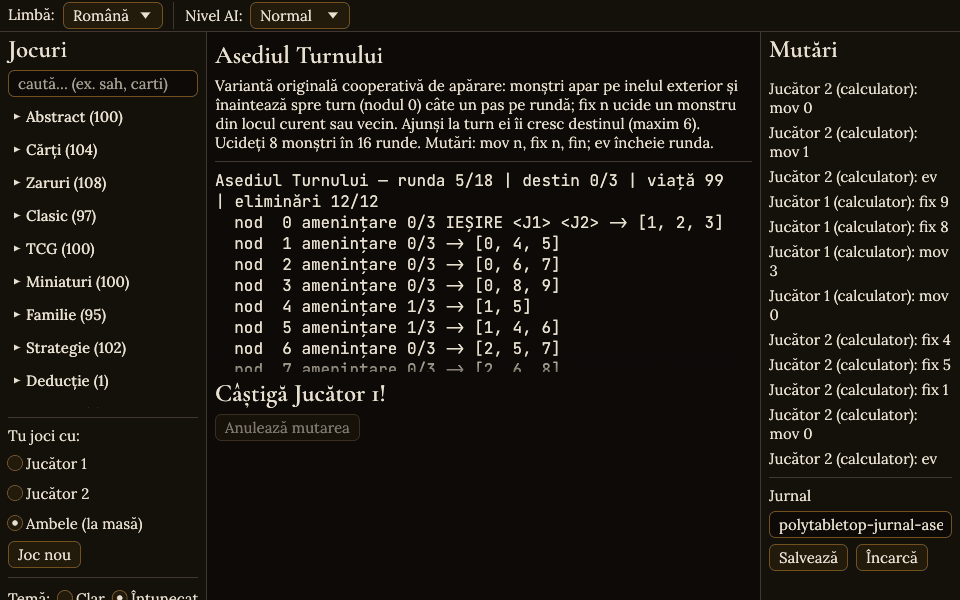 Limbă:
Română
Nivel AI:
Normal
Jocuri
caută... (ex. sah, carti)
Abstract (100)
Cărți (104)
Zaruri (108)
Clasic (97)
TCG (100)
Miniaturi (100)
Familie (95)
Strategie (102)
Deducție (1)
Tu joci cu:
Jucător 1
Jucător 2
Ambele (la masă)
Joc nou
Temă:
Clar
Întunecat
Asediul Turnului
Variantă originală cooperativă de apărare: monștri apar pe inelul exterior și
înaintează spre turn (nodul 0) câte un pas pe rundă; fix n ucide un monstru
din locul curent sau vecin. Ajunși la turn ei îi cresc destinul (maxim 6).
Ucideți 8 monștri în 16 runde. Mutări: mov n, fix n, fin; ev încheie runda.
Asediul Turnului — runda 5/18 | destin 0/3 | viață 99
| eliminări 12/12
nod 0 amenințare 0/3 IEȘIRE <J1> <J2> → [1, 2, 3]
nod 1 amenințare 0/3 → [0, 4, 5]
nod 2 amenințare 0/3 → [0, 6, 7]
nod 3 amenințare 0/3 → [0, 8, 9]
nod 4 amenințare 1/3 → [1, 5]
nod 5 amenințare 1/3 → [1, 4, 6]
nod 6 amenințare 0/3 → [2, 5, 7]
nod 7 amenințare 0/3 → [2, 6, 8]
Câștigă Jucător 1!
Anulează mutarea
Mutări
Jucător 2 (calculator):
mov 0
Jucător 2 (calculator):
mov 1
Jucător 2 (calculator): ev
Jucător 1 (calculator): fix 9
Jucător 1 (calculator): fix 8
Jucător 1 (calculator): mov
3
Jucător 1 (calculator): mov
0
Jucător 2 (calculator): fix 4
Jucător 2 (calculator): fix 5
Jucător 2 (calculator): fix 1
Jucător 2 (calculator):
mov 0
Jucător 2 (calculator): ev
Jurnal
polytabletop-jurnal-ase
Salvează
Încarcă